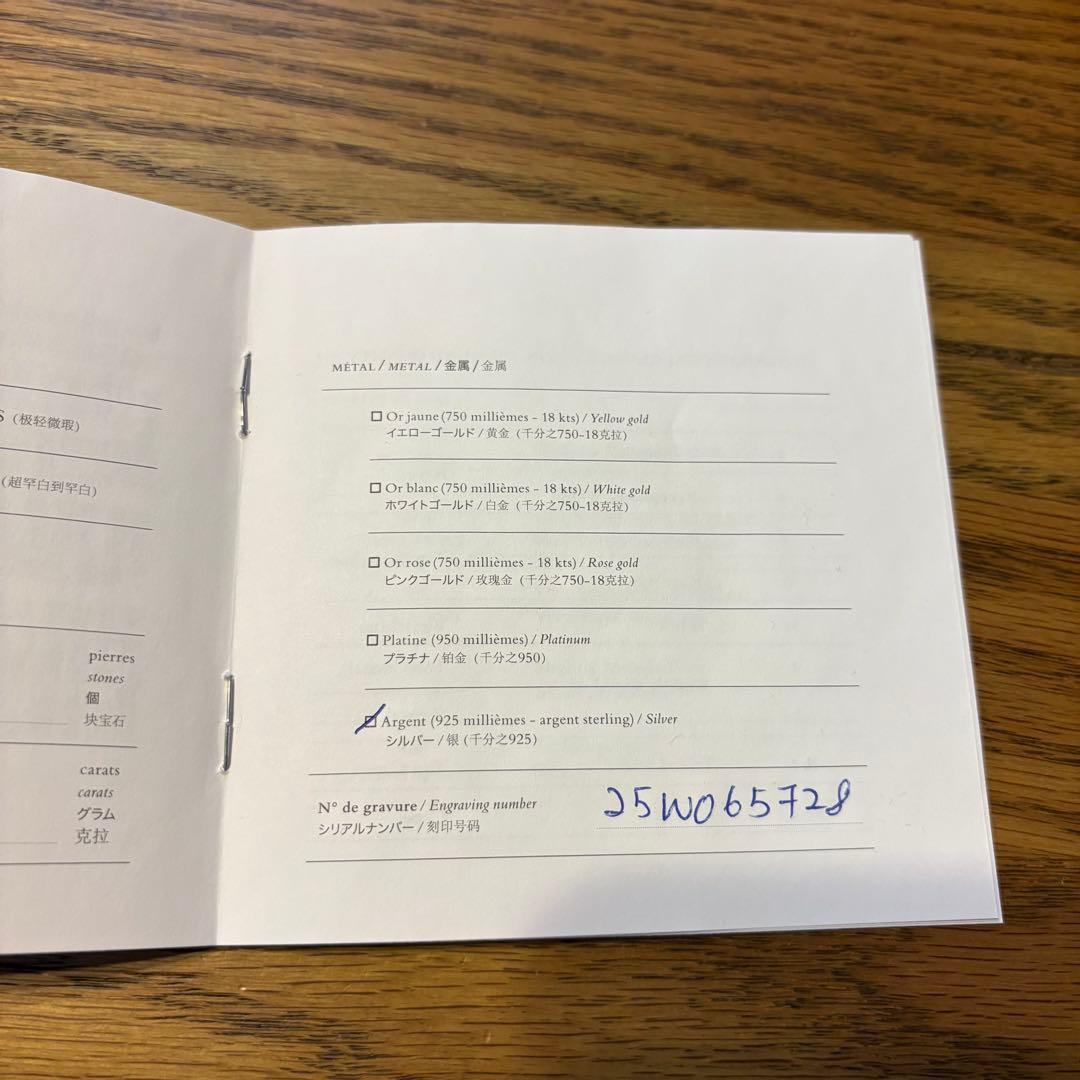 S (极轻微瑕)
(超罕白到罕白)
pierres
stones
個
块宝石
carats
carats
グラム
克拉
MÉTAL / METAL / 金属 / 金属
☐ Or jaune (750 millièmes – 18 kts) / Yellow gold
イエローゴールド / 黄金 (千分之750-18克拉)
☐ Or blanc (750 millièmes – 18 kts) / White gold
ホワイトゴールド / 白金 (千分之750-18克拉)
☐ Or rose (750 millièmes – 18 kts) / Rose gold
ピンクゴールド / 玫瑰金 (千分之750-18克拉)
☐ Platine (950 millièmes) / Platinum
プラチナ / 铂金 (千分之950)
☑ Argent (925 millièmes – argent sterling) / Silver
シルバー / 银 (千分之925)
N° de gravure / Engraving number
シリアルナンバー / 刻印号码
25W065728